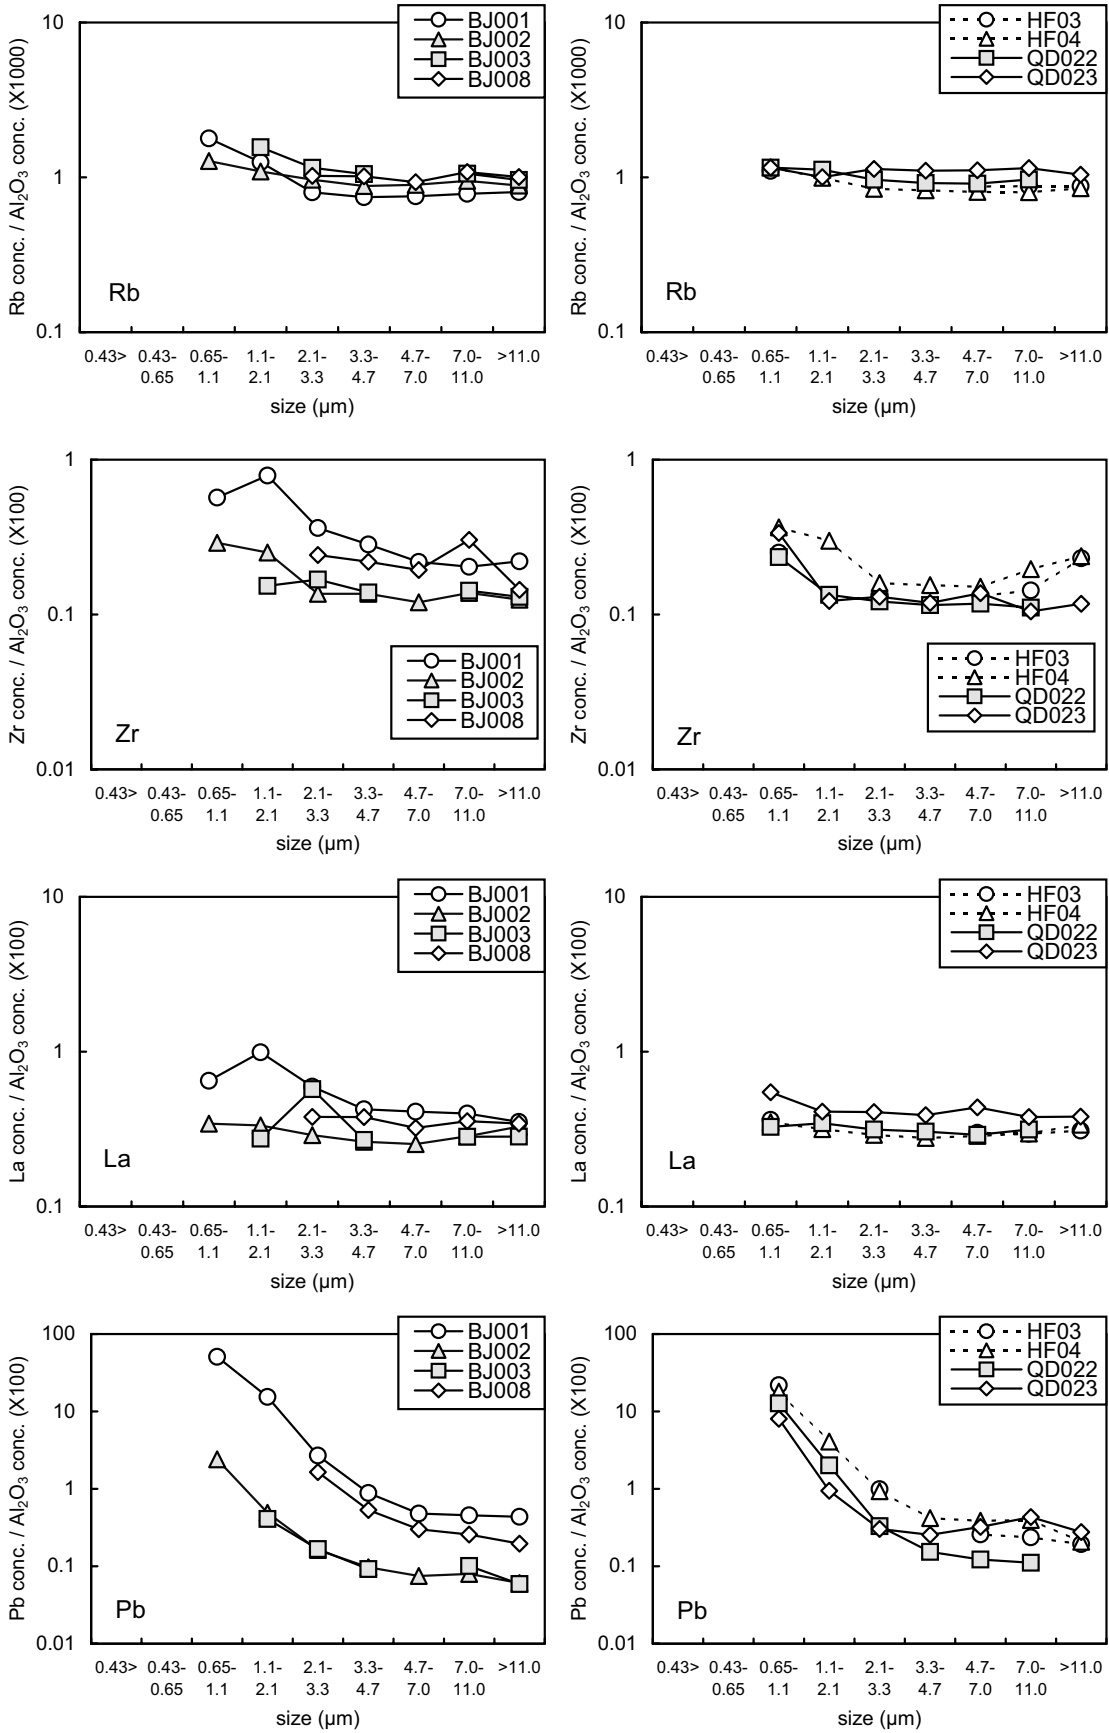 10
1
0.1
Rb conc. / Al₂O₃ conc. (X1000)
BJ001
BJ002
BJ003
BJ008
Rb
0.43> 0.43- 0.65- 1.1- 2.1- 3.3- 4.7- 7.0- >11.0
0.65 1.1 2.1 3.3 4.7 7.0 11.0
size (µm)
10
1
0.1
Rb conc. / Al₂O₃ conc. (X1000)
HF03
HF04
QD022
QD023
Rb
0.43> 0.43- 0.65- 1.1- 2.1- 3.3- 4.7- 7.0- >11.0
0.65 1.1 2.1 3.3 4.7 7.0 11.0
size (µm)
1
0.1
0.01
Zr conc. / Al₂O₃ conc. (X100)
BJ001
BJ002
BJ003
BJ008
Zr
0.43> 0.43- 0.65- 1.1- 2.1- 3.3- 4.7- 7.0- >11.0
0.65 1.1 2.1 3.3 4.7 7.0 11.0
size (µm)
1
0.1
0.01
Zr conc. / Al₂O₃ conc. (X100)
HF03
HF04
QD022
QD023
Zr
0.43> 0.43- 0.65- 1.1- 2.1- 3.3- 4.7- 7.0- >11.0
0.65 1.1 2.1 3.3 4.7 7.0 11.0
size (µm)
10
1
0.1
La conc. / Al₂O₃ conc. (X100)
BJ001
BJ002
BJ003
BJ008
La
0.43> 0.43- 0.65- 1.1- 2.1- 3.3- 4.7- 7.0- >11.0
0.65 1.1 2.1 3.3 4.7 7.0 11.0
size (µm)
10
1
0.1
La conc. / Al₂O₃ conc. (X100)
HF03
HF04
QD022
QD023
La
0.43> 0.43- 0.65- 1.1- 2.1- 3.3- 4.7- 7.0- >11.0
0.65 1.1 2.1 3.3 4.7 7.0 11.0
size (µm)
100
10
1
0.1
0.01
Pb conc. / Al₂O₃ conc. (X100)
BJ001
BJ002
BJ003
BJ008
Pb
0.43> 0.43- 0.65- 1.1- 2.1- 3.3- 4.7- 7.0- >11.0
0.65 1.1 2.1 3.3 4.7 7.0 11.0
size (µm)
100
10
1
0.1
0.01
Pb conc. / Al₂O₃ conc. (X100)
HF03
HF04
QD022
QD023
Pb
0.43> 0.43- 0.65- 1.1- 2.1- 3.3- 4.7- 7.0- >11.0
0.65 1.1 2.1 3.3 4.7 7.0 11.0
size (µm)